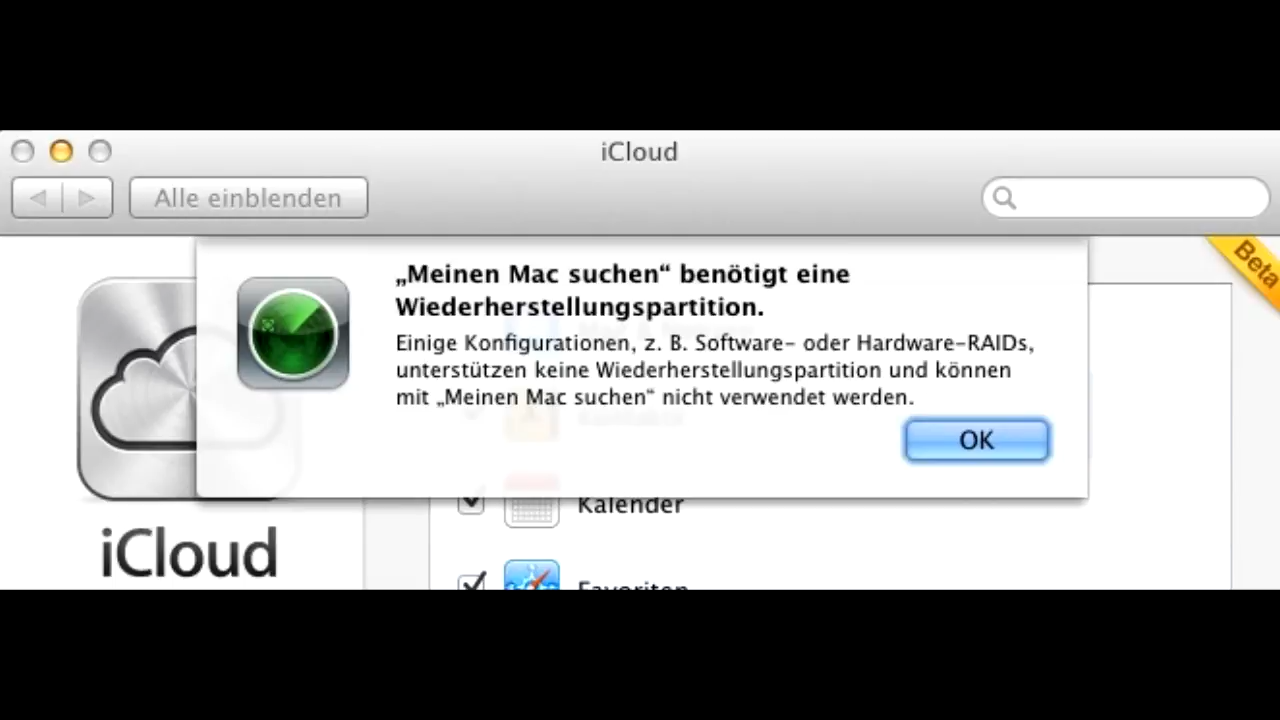 iCloud
Alle einblenden
Beta
„Meinen Mac suchen“ benötigt eine
Wiederherstellungspartition.
Einige Konfigurationen, z. B. Software- oder Hardware-RAIDs,
unterstützen keine Wiederherstellungspartition und können
mit „Meinen Mac suchen“ nicht verwendet werden.
OK
Kalender
iCloud
Favoriten